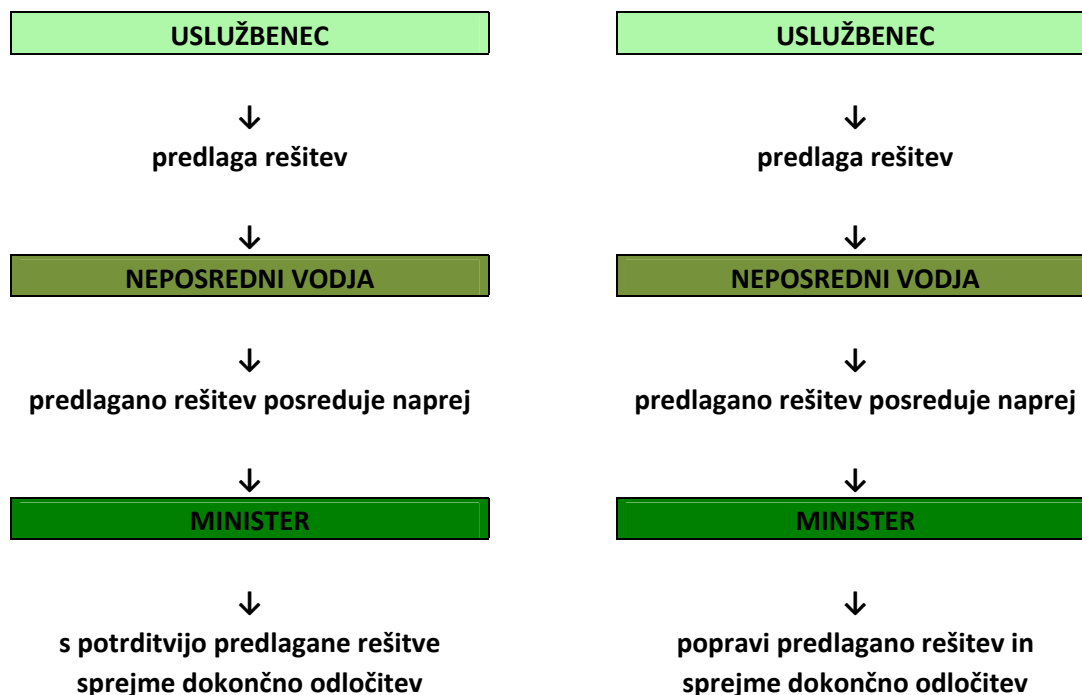 USLUŽBENEC
↓
predlaga rešitev
↓
NEPOSREDNI VODJA
↓
predlagano rešitev posreduje naprej
↓
MINISTER
↓
s potrditvijo predlagane rešitve
sprejme dokončno odločitev
USLUŽBENEC
↓
predlaga rešitev
↓
NEPOSREDNI VODJA
↓
predlagano rešitev posreduje naprej
↓
MINISTER
↓
popravi predlagano rešitev in
sprejme dokončno odločitev